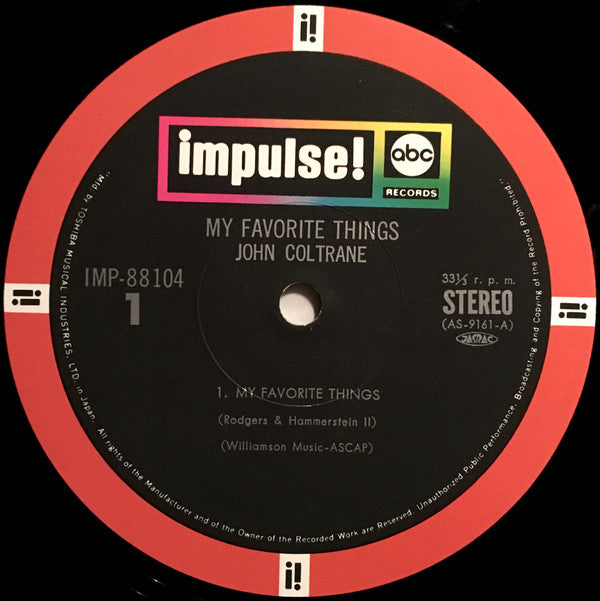 i!
impulse!
abc
RECORDS
MY FAVORITE THINGS
JOHN COLTRANE
IMP-88104
1
33⅓ r. p. m.
STEREO
(AS-9161-A)
JASRAC
i!
i!
1. MY FAVORITE THINGS
(Rodgers & Hammerstein II)
(Williamson Music-ASCAP)
"Mfd by TOSHIBA MUSICAL INDUSTRIES, LTD. in Japan. All rights of the Manufacturer and of the Owner of the Recorded Work are Reserved. Unauthorized Public Performance, Broadcasting and Copying of the Record Prohibited"
i!